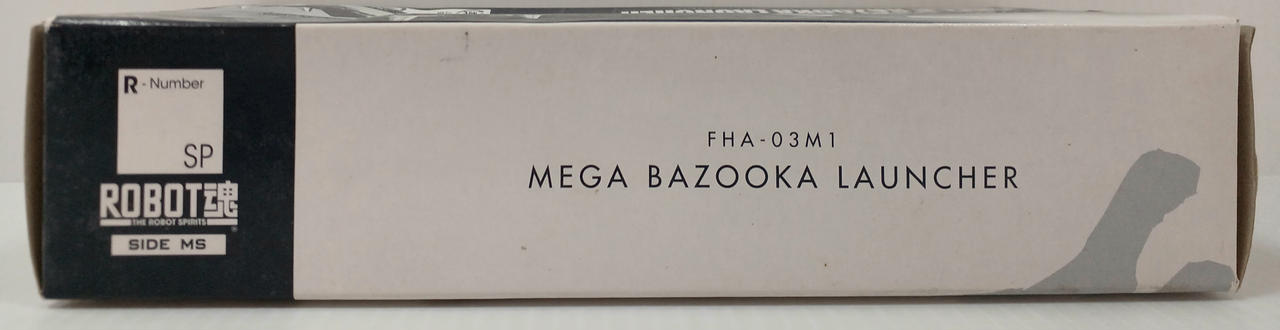 R - Number
SP
ROBOT魂
THE ROBOT SPIRITS
SIDE MS
FHA-03M1
MEGA BAZOOKA LAUNCHER